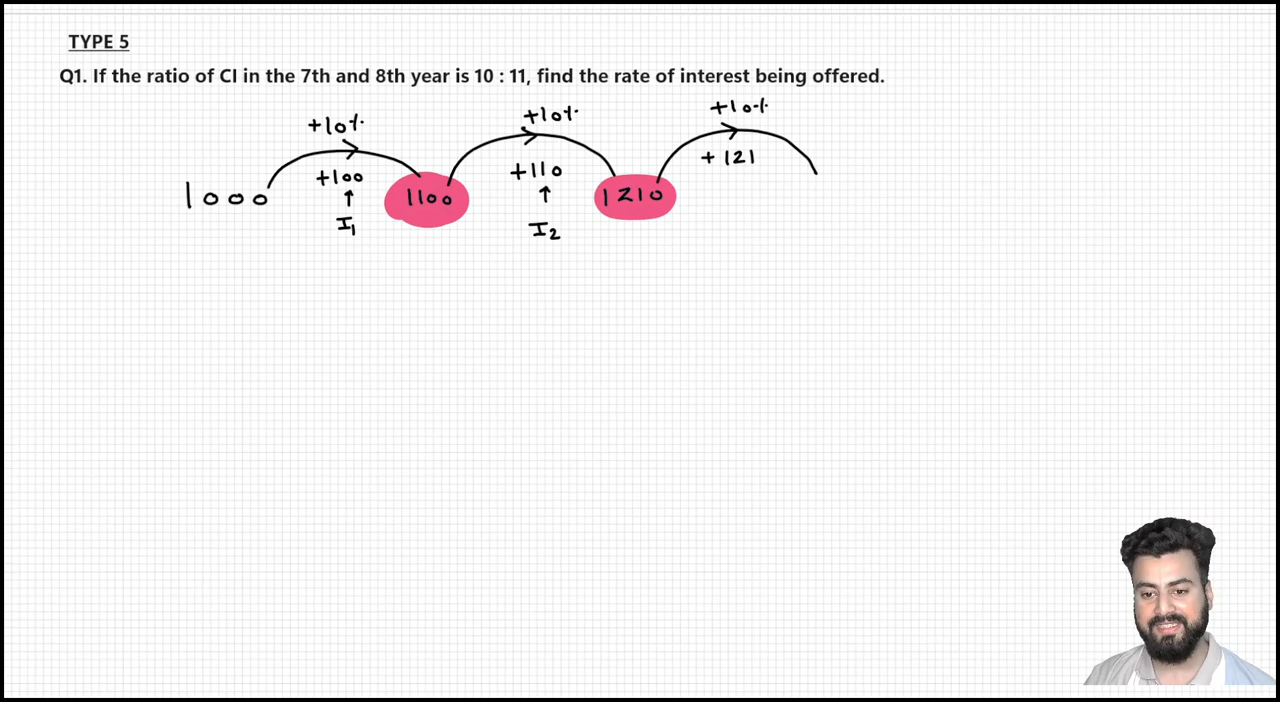 TYPE 5
Q1. If the ratio of CI in the 7th and 8th year is 10 : 11, find the rate of interest being offered.
+10% +10% +10%
+100 +110 +121
1000 1100 1210
↑ ↑
I₁ I₂